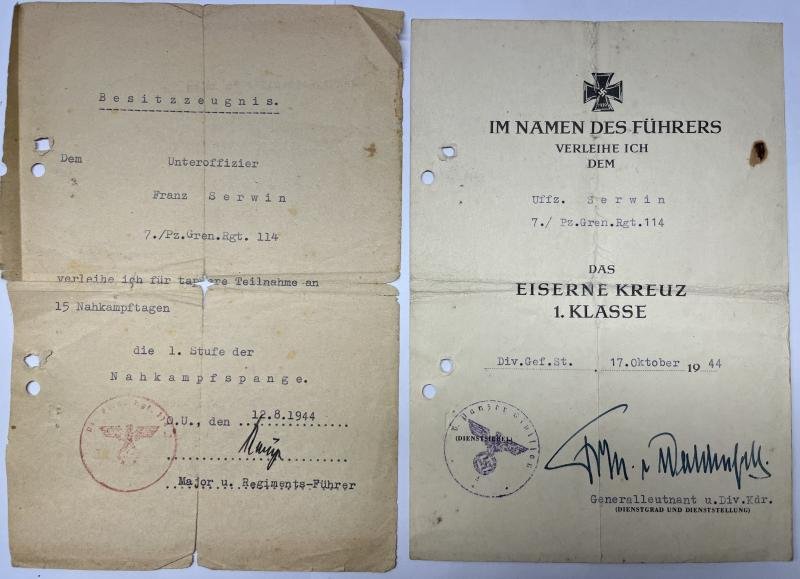 Besitzzeugnis.
Dem Unteroffizier
Franz Serwin
7./Pz.Gren.Rgt. 114
verleihe ich für tapfere Teilnahme an
15 Nahkampftagen
die 1. Stufe der
Nahkampfspange.
O.U., den 12.8.1944
Major u. Regiments-Führer
IM NAMEN DES FÜHRERS
VERLEIHE ICH
DEM
Uffz. Serwin
7./ Pz.Gren.Rgt.114
DAS
EISERNE KREUZ
1. KLASSE
Div.Gef.St. 17.Oktober 1944
(DIENSTSIEGEL)
Generalleutnant u.Div.Kdr.
(DIENSTGRAD UND DIENSTSTELLUNG)